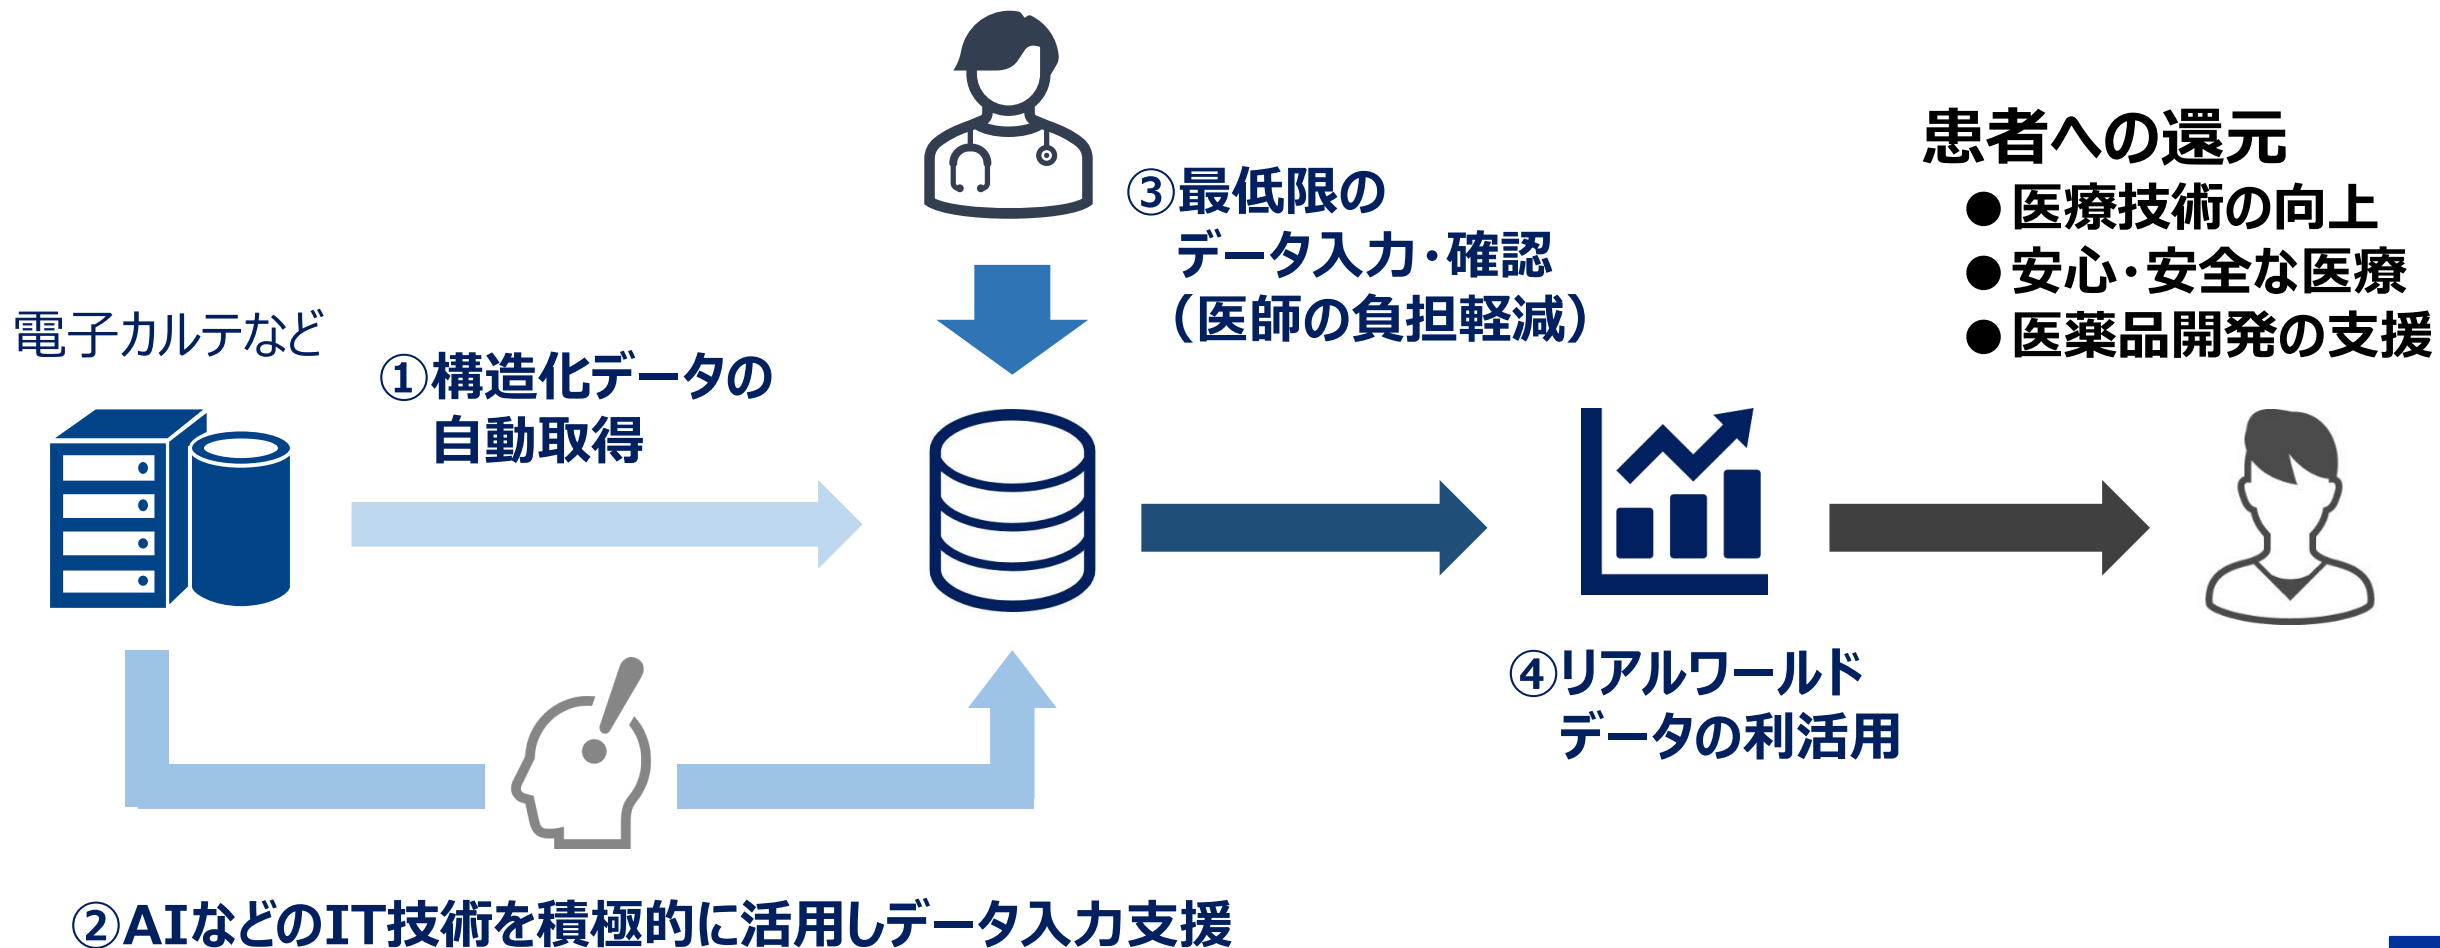 電子カルテなど
①構造化データの
自動取得
②AIなどのIT技術を積極的に活用しデータ入力支援
③最低限の
データ入力・確認
（医師の負担軽減）
④リアルワールド
データの利活用
患者への還元
●医療技術の向上
●安心・安全な医療
●医薬品開発の支援